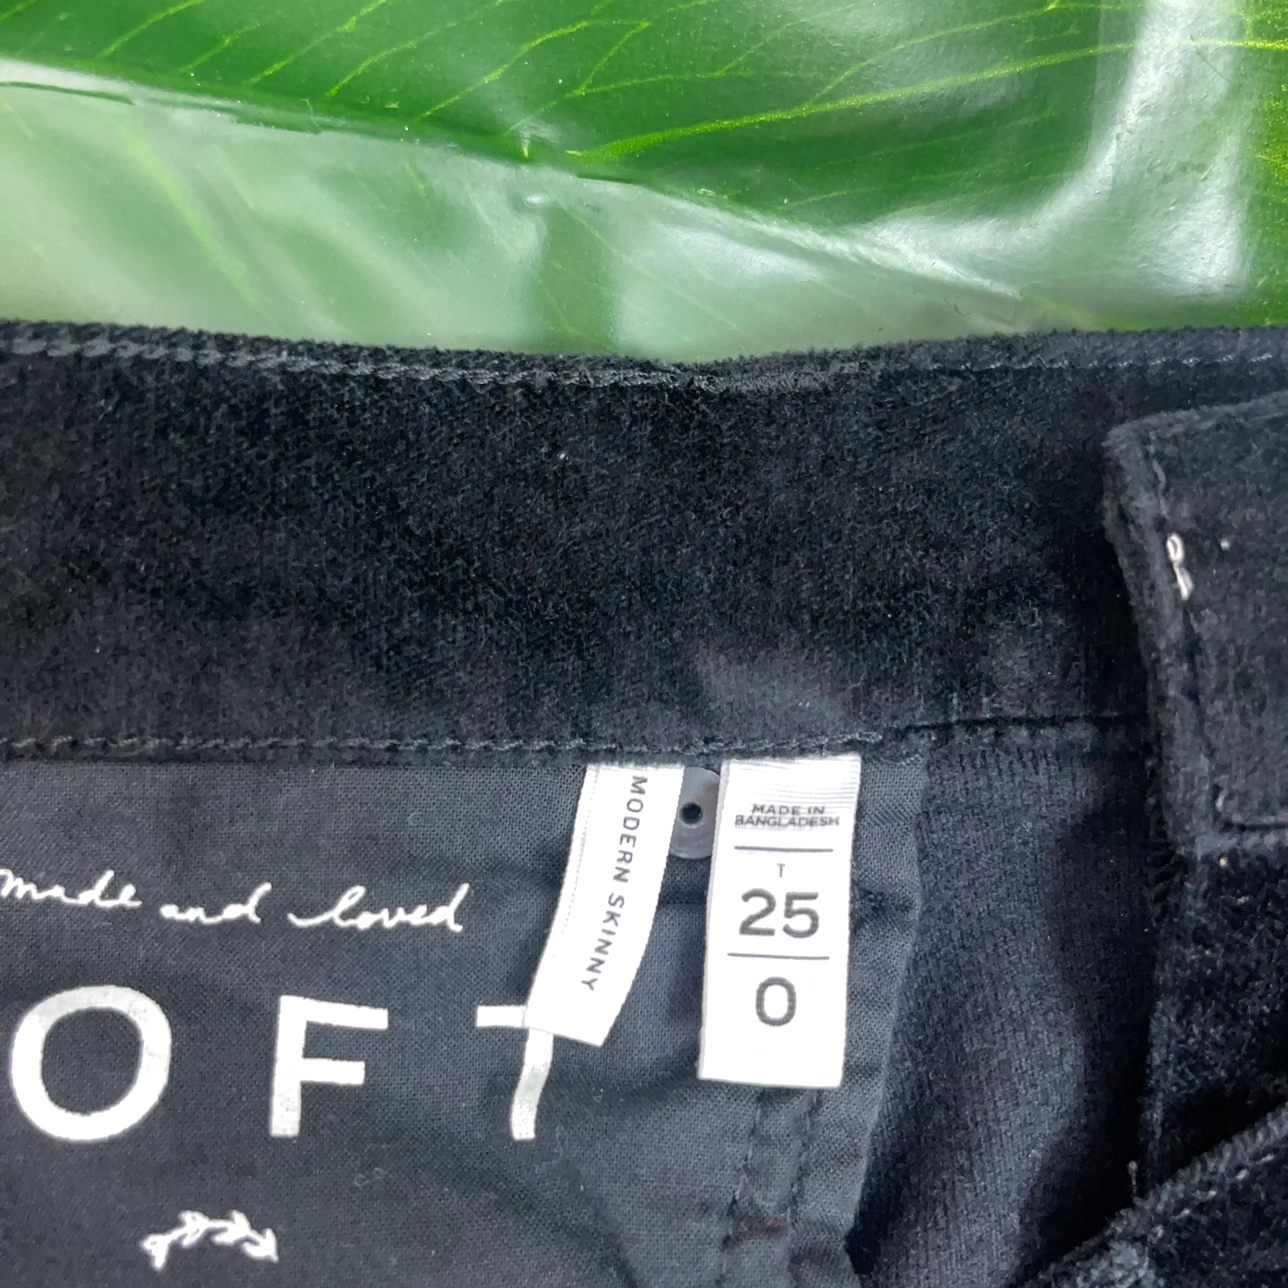 made and loved
OFT
MODERN SKINNY
MADE IN
BANGLADESH
T
25
0